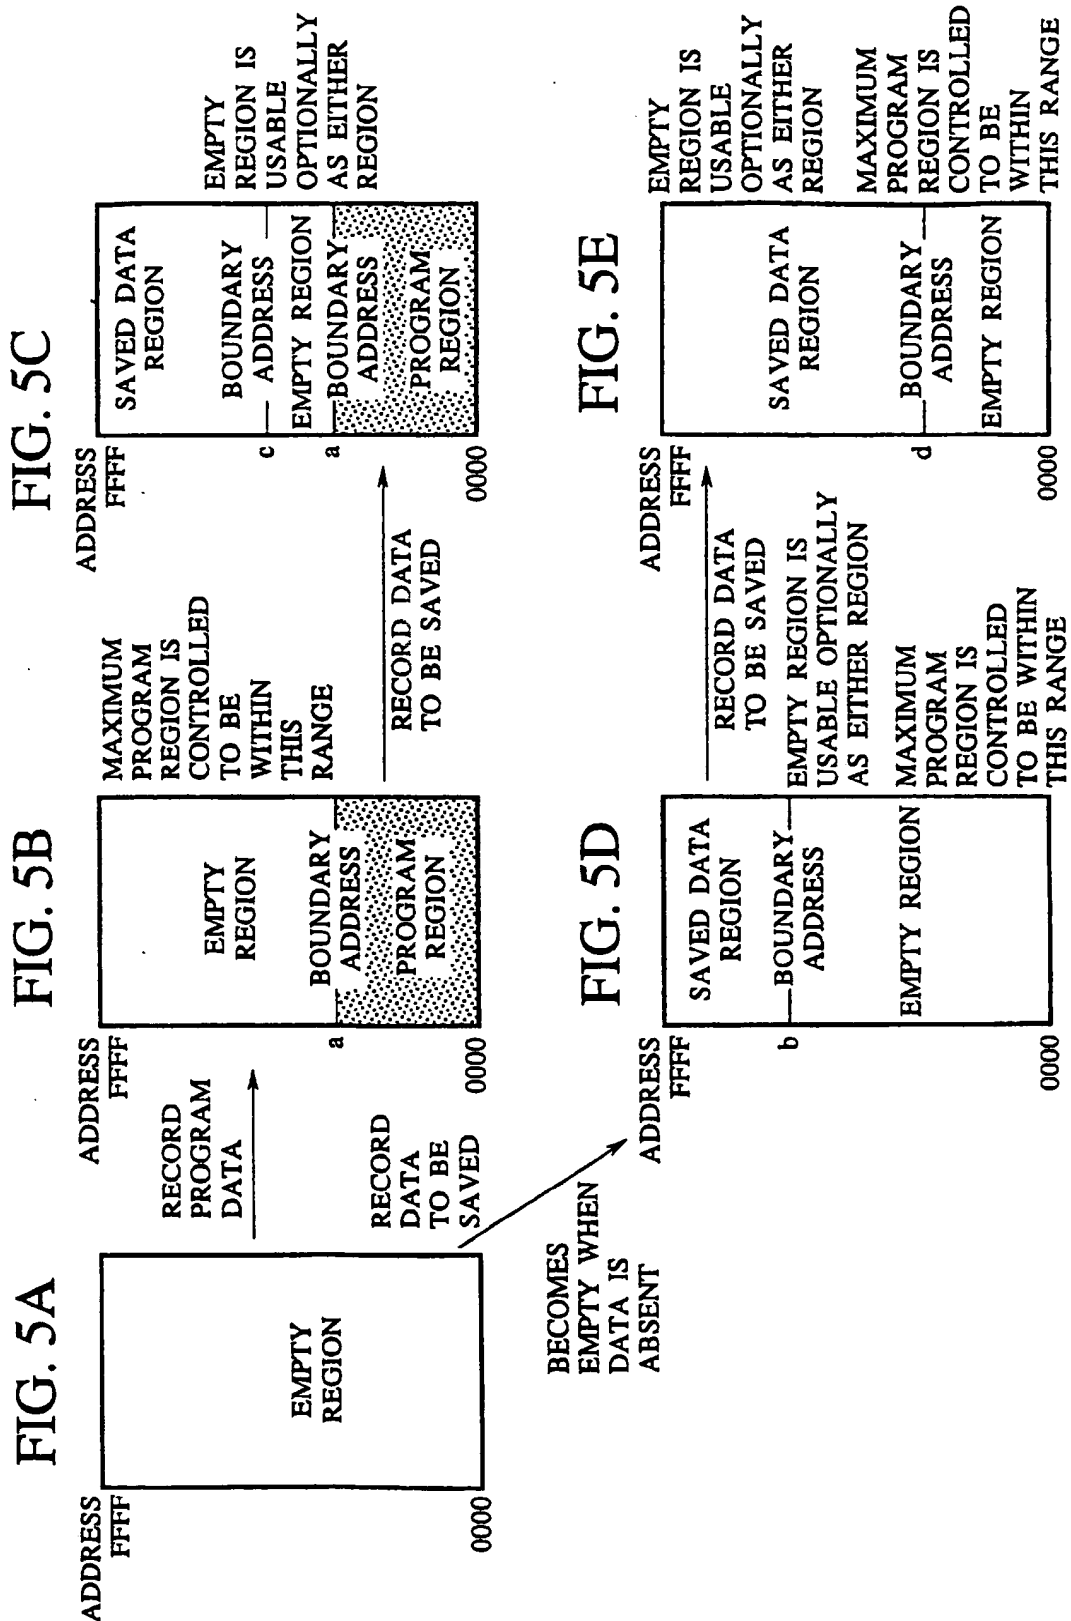 FIG. 5A
ADDRESS
FFFF
EMPTY
REGION
0000
RECORD
PROGRAM
DATA
RECORD
DATA
TO BE
SAVED
BECOMES
EMPTY WHEN
DATA IS
ABSENT
FIG. 5B
ADDRESS
FFFF
EMPTY
REGION
a
BOUNDARY
ADDRESS
PROGRAM
REGION
0000
MAXIMUM
PROGRAM
REGION IS
CONTROLLED
TO BE
WITHIN
THIS
RANGE
RECORD DATA
TO BE SAVED
FIG. 5C
ADDRESS
FFFF
SAVED DATA
REGION
BOUNDARY
ADDRESS
c
EMPTY REGION
a
BOUNDARY
ADDRESS
PROGRAM
REGION
0000
EMPTY
REGION IS
USABLE
OPTIONALLY
AS EITHER
REGION
FIG. 5D
ADDRESS
FFFF
SAVED DATA
REGION
b
BOUNDARY
ADDRESS
EMPTY REGION
0000
RECORD DATA
TO BE SAVED
EMPTY REGION IS
USABLE OPTIONALLY
AS EITHER REGION
MAXIMUM
PROGRAM
REGION IS
CONTROLLED
TO BE WITHIN
THIS RANGE
FIG. 5E
ADDRESS
FFFF
SAVED DATA
REGION
d
BOUNDARY
ADDRESS
EMPTY REGION
0000
EMPTY
REGION IS
USABLE
OPTIONALLY
AS EITHER
REGION
MAXIMUM
PROGRAM
REGION IS
CONTROLLED
TO BE
WITHIN
THIS RANGE